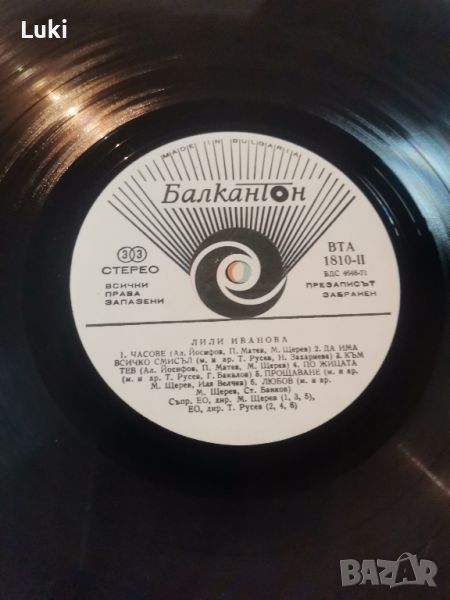 Luki
MADE IN BULGARIA
Балкантон
33
СТЕРЕО
ВСИЧКИ
ПРАВА
ЗАПАЗЕНИ
ВТА
1810-II
БДС 4048-71
ПРЕЗАПИСЪТ
ЗАБРАНЕН
ЛИЛИ ИВАНОВА
1. ЧАСОВЕ (Ал. Йосифов, П. Матев, М. Щерев) 2. ДА ИМА
ВСИЧКО СМИСЪЛ (м. и ар. Т. Русев, Н. Захариева) 3. КЪМ
ТЕБ (Ал. Йосифов, П. Матев, М. Щерев) 4. ПО ЖИЦАТА
(м. и ар. Т. Русев, Г. Бакалов) 5. ПРОЩАВАНЕ (м. и ар.
М. Щерев, Иля Велчев) 6. ЛЮБОВ (м. и ар.
М. Щерев, Ст. Банков)
Съпр. ЕО, дир. М. Щерев (1, 3, 5),
ЕО, дир. Т. Русев (2, 4, 6)
BAZAR